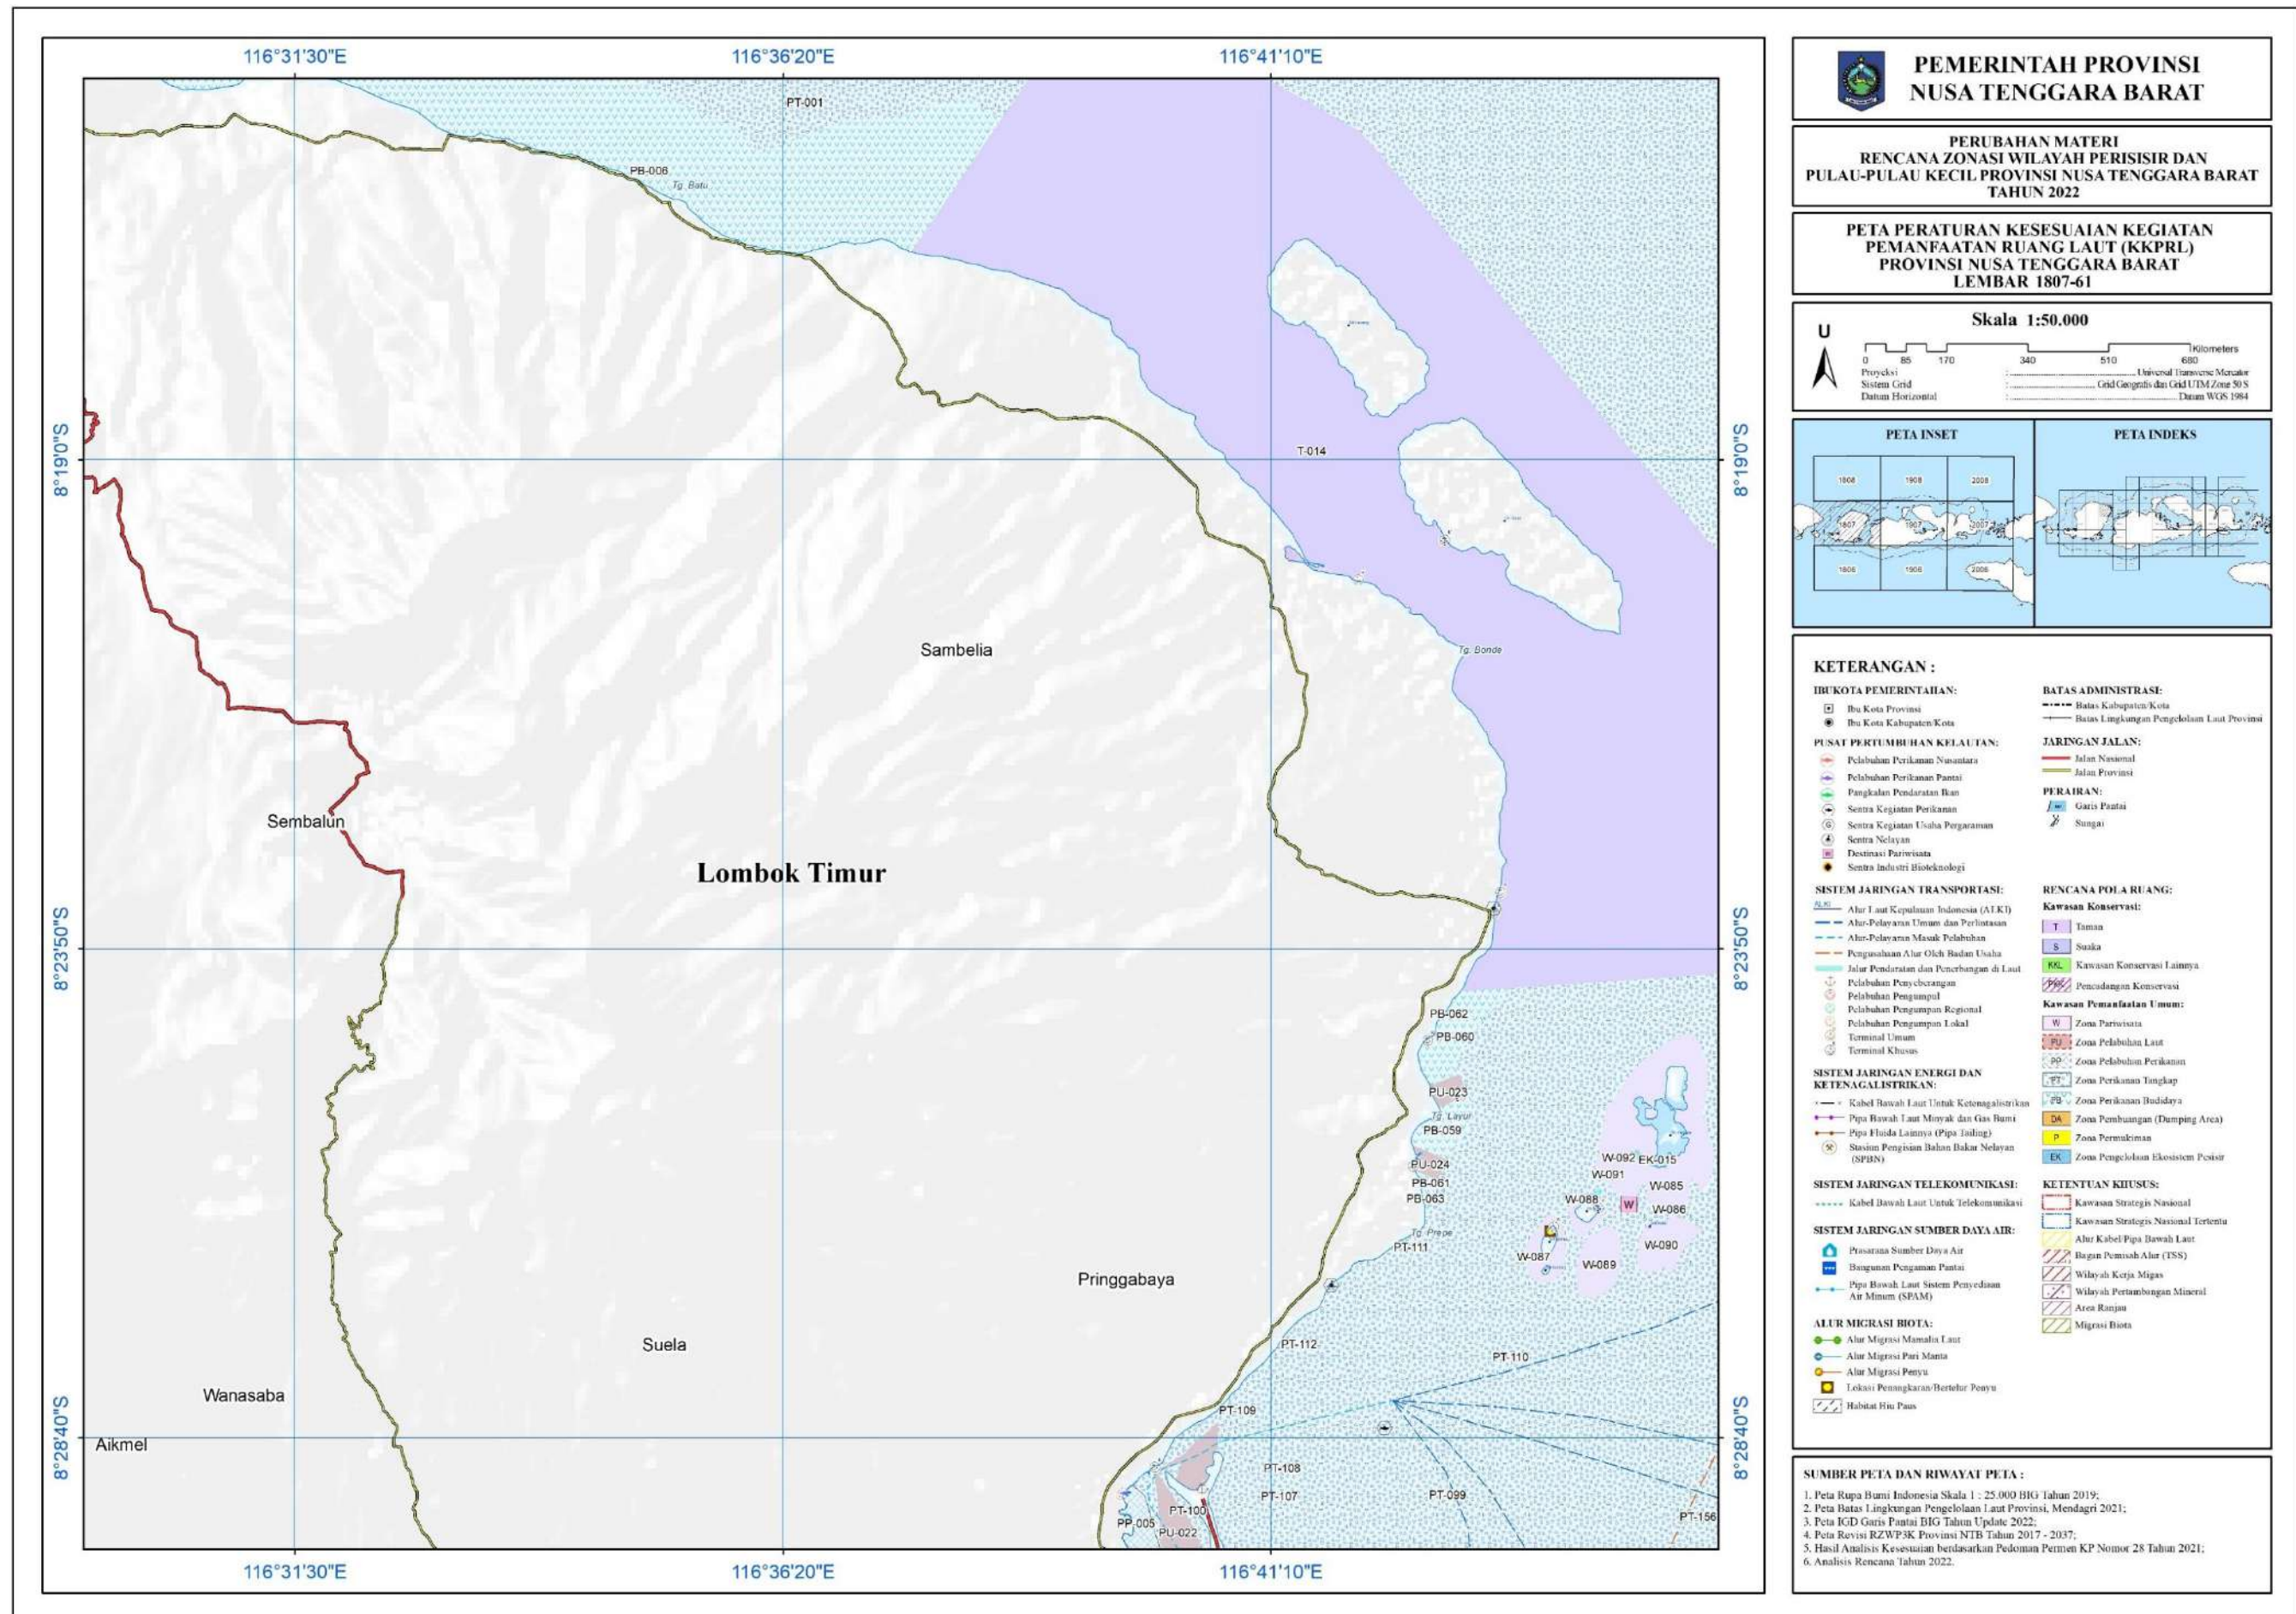 116°31'30"E
116°36'20"E
116°41'10"E
8°19'0"S
8°23'50"S
8°28'40"S
8°19'0"S
8°23'50"S
8°28'40"S
116°31'30"E
116°36'20"E
116°41'10"E
PT-001
PB-006
Tg. Batu
T-014
Sambelia
Tg. Bonde
Sembalun
Lombok Timur
PB-062
PB-060
PU-023
Tg. Layur
PB-059
PU-024
PB-061
PB-063
W-092
EK-015
W-091
W-085
W-088
W
W-086
Tg. Prepe
PT-111
W-087
W-089
W-090
Pringgabaya
Suela
PT-112
PT-110
Wanasaba
PT-109
Aikmel
PT-108
PT-107
PT-099
PT-100
PP-005
PU-022
PT-156
PEMERINTAH PROVINSI
NUSA TENGGARA BARAT
PERUBAHAN MATERI
RENCANA ZONASI WILAYAH PERISISIR DAN
PULAU-PULAU KECIL PROVINSI NUSA TENGGARA BARAT
TAHUN 2022
PETA PERATURAN KESESUAIAN KEGIATAN
PEMANFAATAN RUANG LAUT (KKPRL)
PROVINSI NUSA TENGGARA BARAT
LEMBAR 1807-61
Skala 1:50.000
U
0 85 170 340 510 680 Kilometers
Proyeksi : Universal Transverse Mercator
Sistem Grid : Grid Geografis dan Grid UTM Zone 50 S
Datum Horizontal : Datum WGS 1984
PETA INSET
1808 1908 2008
1807 1907 2007
1806 1906 2006
PETA INDEKS
KETERANGAN :
IBUKOTA PEMERINTAHAN:
Ibu Kota Provinsi
Ibu Kota Kabupaten/Kota
PUSAT PERTUMBUHAN KELAUTAN:
Pelabuhan Perikanan Nusantara
Pelabuhan Perikanan Pantai
Pangkalan Pendaratan Ikan
Sentra Kegiatan Perikanan
Sentra Kegiatan Usaha Pergaraman
Sentra Nelayan
Destinasi Pariwisata
Sentra Industri Bioteknologi
SISTEM JARINGAN TRANSPORTASI:
ALKI Alur Laut Kepulauan Indonesia (ALKI)
Alur-Pelayaran Umum dan Perlintasan
Alur-Pelayaran Masuk Pelabuhan
Pengusahaan Alur Oleh Badan Usaha
Jalur Pendaratan dan Penerbangan di Laut
Pelabuhan Penyeberangan
Pelabuhan Pengumpul
Pelabuhan Pengumpan Regional
Pelabuhan Pengumpan Lokal
Terminal Umum
Terminal Khusus
SISTEM JARINGAN ENERGI DAN
KETENAGALISTRIKAN:
Kabel Bawah Laut Untuk Ketenagalistrikan
Pipa Bawah Laut Minyak dan Gas Bumi
Pipa Fluida Lainnya (Pipa Tailing)
Stasiun Pengisian Bahan Bakar Nelayan
(SPBN)
SISTEM JARINGAN TELEKOMUNIKASI:
Kabel Bawah Laut Untuk Telekomunikasi
SISTEM JARINGAN SUMBER DAYA AIR:
Prasarana Sumber Daya Air
Bangunan Pengaman Pantai
Pipa Bawah Laut Sistem Penyediaan
Air Minum (SPAM)
ALUR MIGRASI BIOTA:
Alur Migrasi Mamalia Laut
Alur Migrasi Pari Manta
Alur Migrasi Penyu
Lokasi Penangkaran/Bertelur Penyu
Habitat Hiu Paus
BATAS ADMINISTRASI:
Batas Kabupaten/Kota
Batas Lingkungan Pengelolaan Laut Provinsi
JARINGAN JALAN:
Jalan Nasional
Jalan Provinsi
PERAIRAN:
Garis Pantai
Sungai
RENCANA POLA RUANG:
Kawasan Konservasi:
T Taman
S Suaka
KKL Kawasan Konservasi Lainnya
PKK Pencadangan Konservasi
Kawasan Pemanfaatan Umum:
W Zona Pariwisata
PU Zona Pelabuhan Laut
PP Zona Pelabuhan Perikanan
PT Zona Perikanan Tangkap
PB Zona Perikanan Budidaya
DA Zona Pembuangan (Dumping Area)
P Zona Permukiman
EK Zona Pengelolaan Ekosistem Pesisir
KETENTUAN KHUSUS:
Kawasan Strategis Nasional
Kawasan Strategis Nasional Tertentu
Alur Kabel/Pipa Bawah Laut
Bagan Pemisah Alur (TSS)
Wilayah Kerja Migas
Wilayah Pertambangan Mineral
Area Ranjau
Migrasi Biota
SUMBER PETA DAN RIWAYAT PETA :
1. Peta Rupa Bumi Indonesia Skala 1 : 25.000 BIG Tahun 2019;
2. Peta Batas Lingkungan Pengelolaan Laut Provinsi, Mendagri 2021;
3. Peta IGD Garis Pantai BIG Tahun Update 2022;
4. Peta Revisi RZWP3K Provinsi NTB Tahun 2017 - 2037;
5. Hasil Analisis Kesesuaian berdasarkan Pedoman Permen KP Nomor 28 Tahun 2021;
6. Analisis Rencana Tahun 2022.